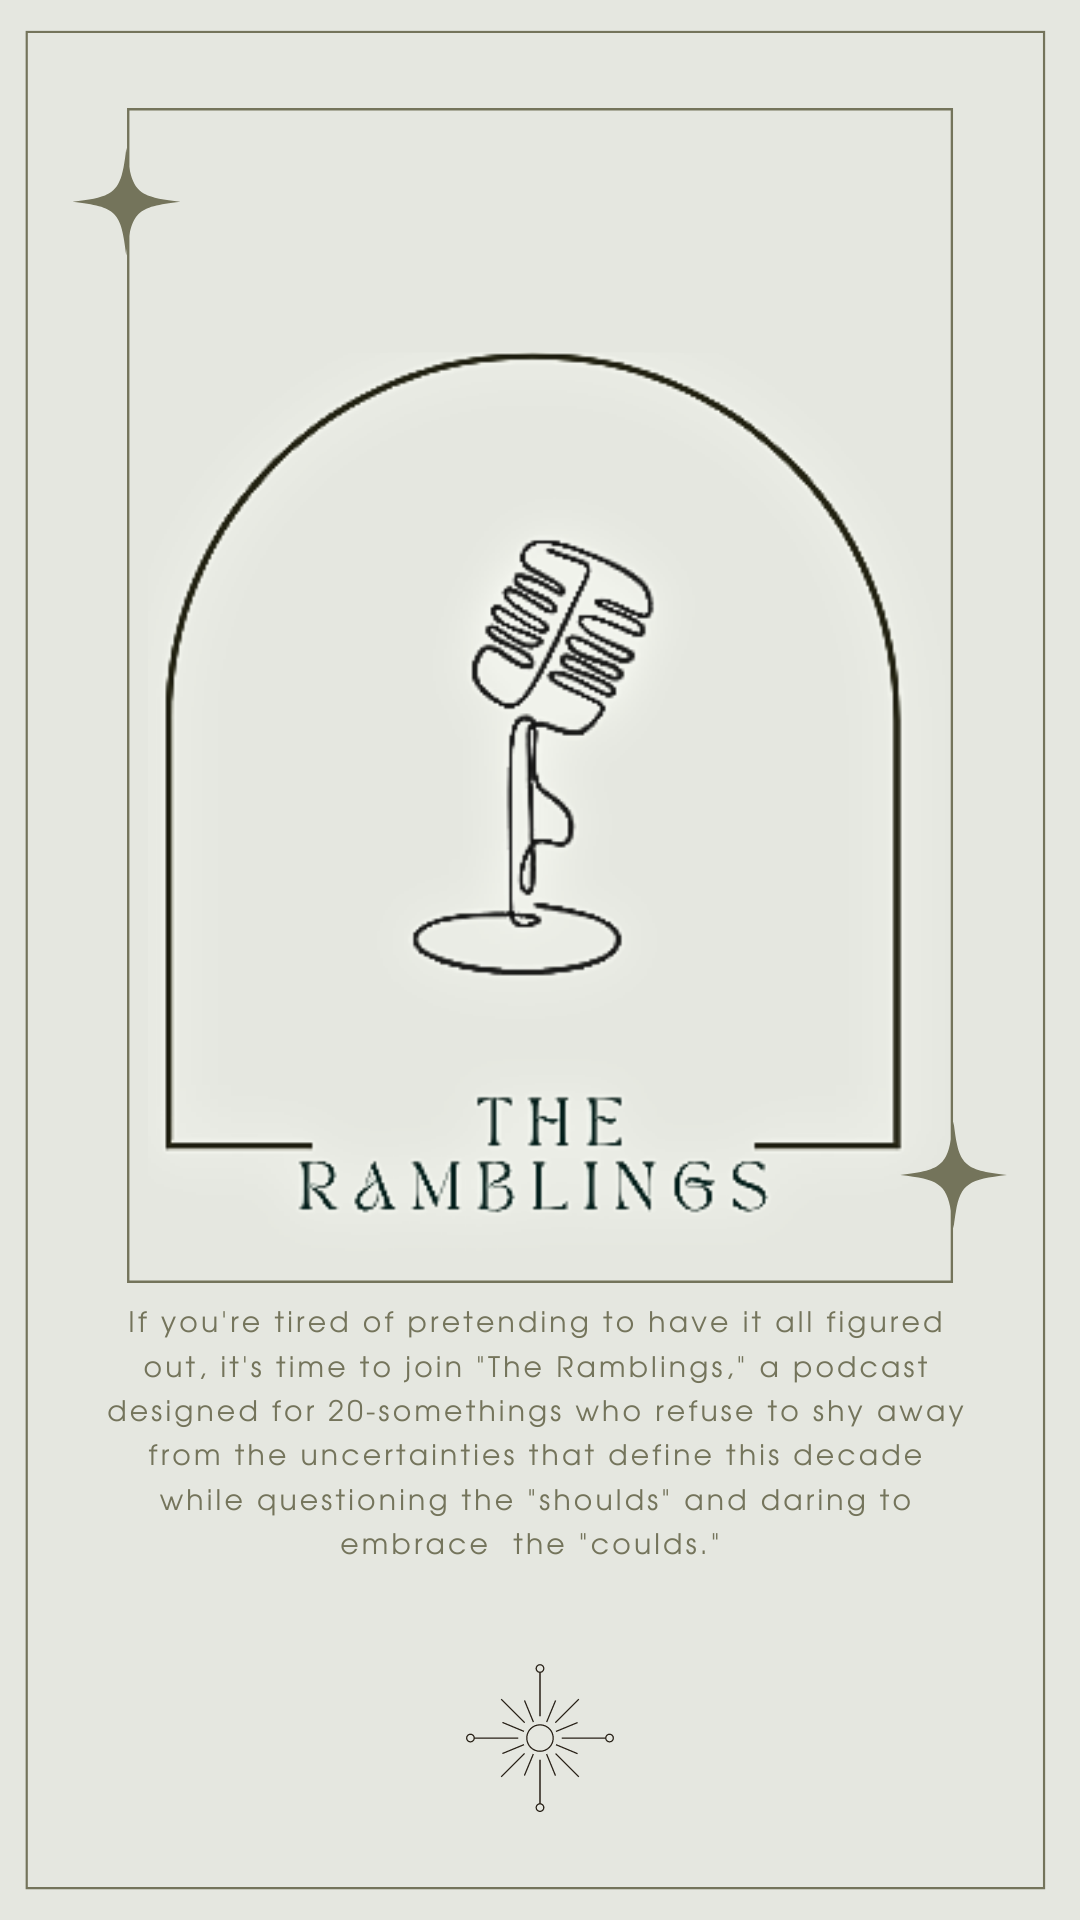 THE
RAMBLINGS
If you're tired of pretending to have it all figured
out, it's time to join "The Ramblings," a podcast
designed for 20-somethings who refuse to shy away
from the uncertainties that define this decade
while questioning the "shoulds" and daring to
embrace  the "coulds."